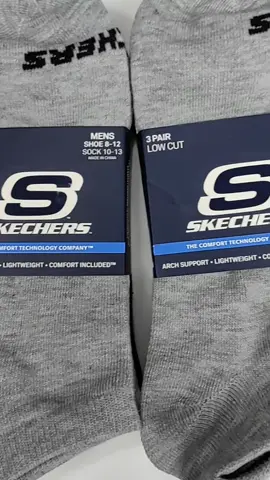 SKECHERS
MENS
SHOE 8-12
SOCK 10-13
MADE IN CHINA
SKECHERS
COMFORT TECHNOLOGY COMPANY™
• LIGHTWEIGHT • COMFORT INCLUDED™
3 PAIR
LOW CUT
SKECHERS
THE COMFORT TECHNOLOGY
ARCH SUPPORT • LIGHTWEIGHT •